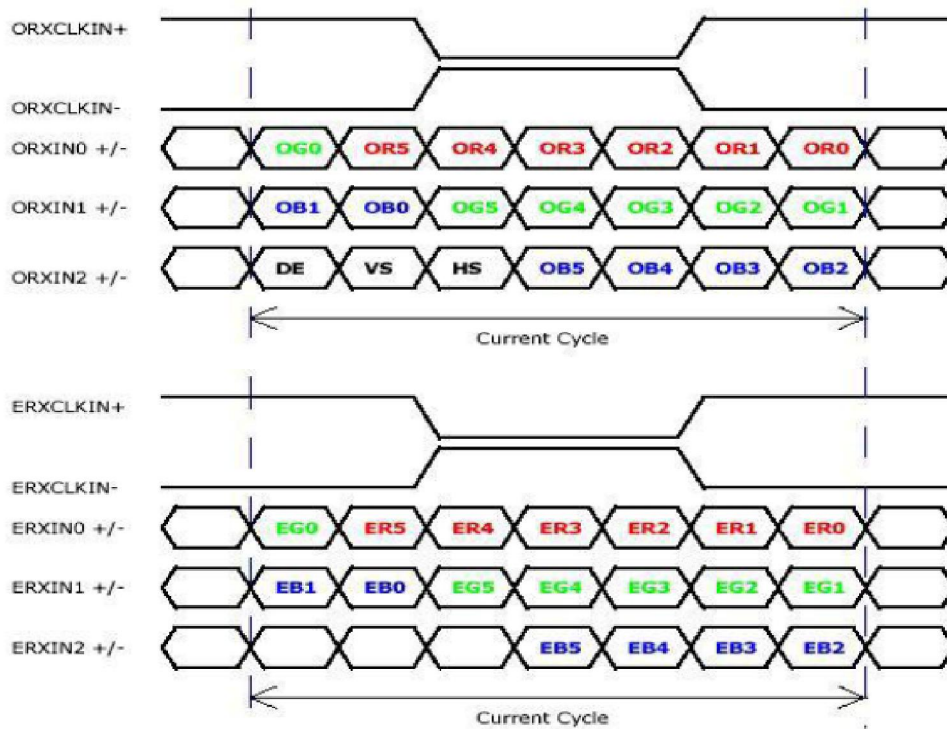 ORXCLKIN+
ORXCLKIN-
ORXIN0 +/- OG0 OR5 OR4 OR3 OR2 OR1 OR0
ORXIN1 +/- OB1 OB0 OG5 OG4 OG3 OG2 OG1
ORXIN2 +/- DE VS HS OB5 OB4 OB3 OB2
Current Cycle
ERXCLKIN+
ERXCLKIN-
ERXIN0 +/- EG0 ER5 ER4 ER3 ER2 ER1 ER0
ERXIN1 +/- EB1 EB0 EG5 EG4 EG3 EG2 EG1
ERXIN2 +/- EB5 EB4 EB3 EB2
Current Cycle